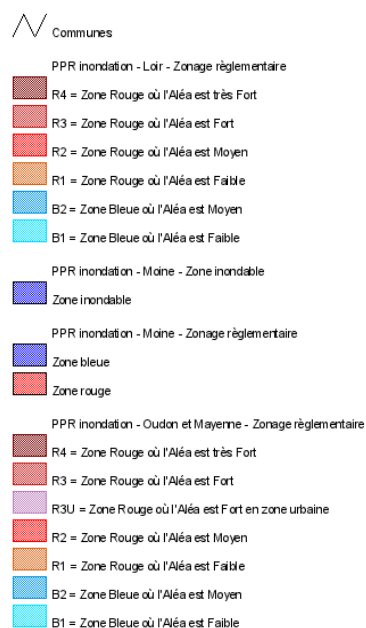 Communes
PPR inondation - Loir - Zonage règlementaire
R4 = Zone Rouge où l'Aléa est très Fort
R3 = Zone Rouge où l'Aléa est Fort
R2 = Zone Rouge où l'Aléa est Moyen
R1 = Zone Rouge où l'Aléa est Faible
B2 = Zone Bleue où l'Aléa est Moyen
B1 = Zone Bleue où l'Aléa est Faible
PPR inondation - Moine - Zone inondable
Zone inondable
PPR inondation - Moine - Zonage règlementaire
Zone bleue
Zone rouge
PPR inondation - Oudon et Mayenne - Zonage règlementaire
R4 = Zone Rouge où l'Aléa est très Fort
R3 = Zone Rouge où l'Aléa est Fort
R3U = Zone Rouge où l'Aléa est Fort en zone urbaine
R2 = Zone Rouge où l'Aléa est Moyen
R1 = Zone Rouge où l'Aléa est Faible
B2 = Zone Bleue où l'Aléa est Moyen
B1 = Zone Bleue où l'Aléa est Faible